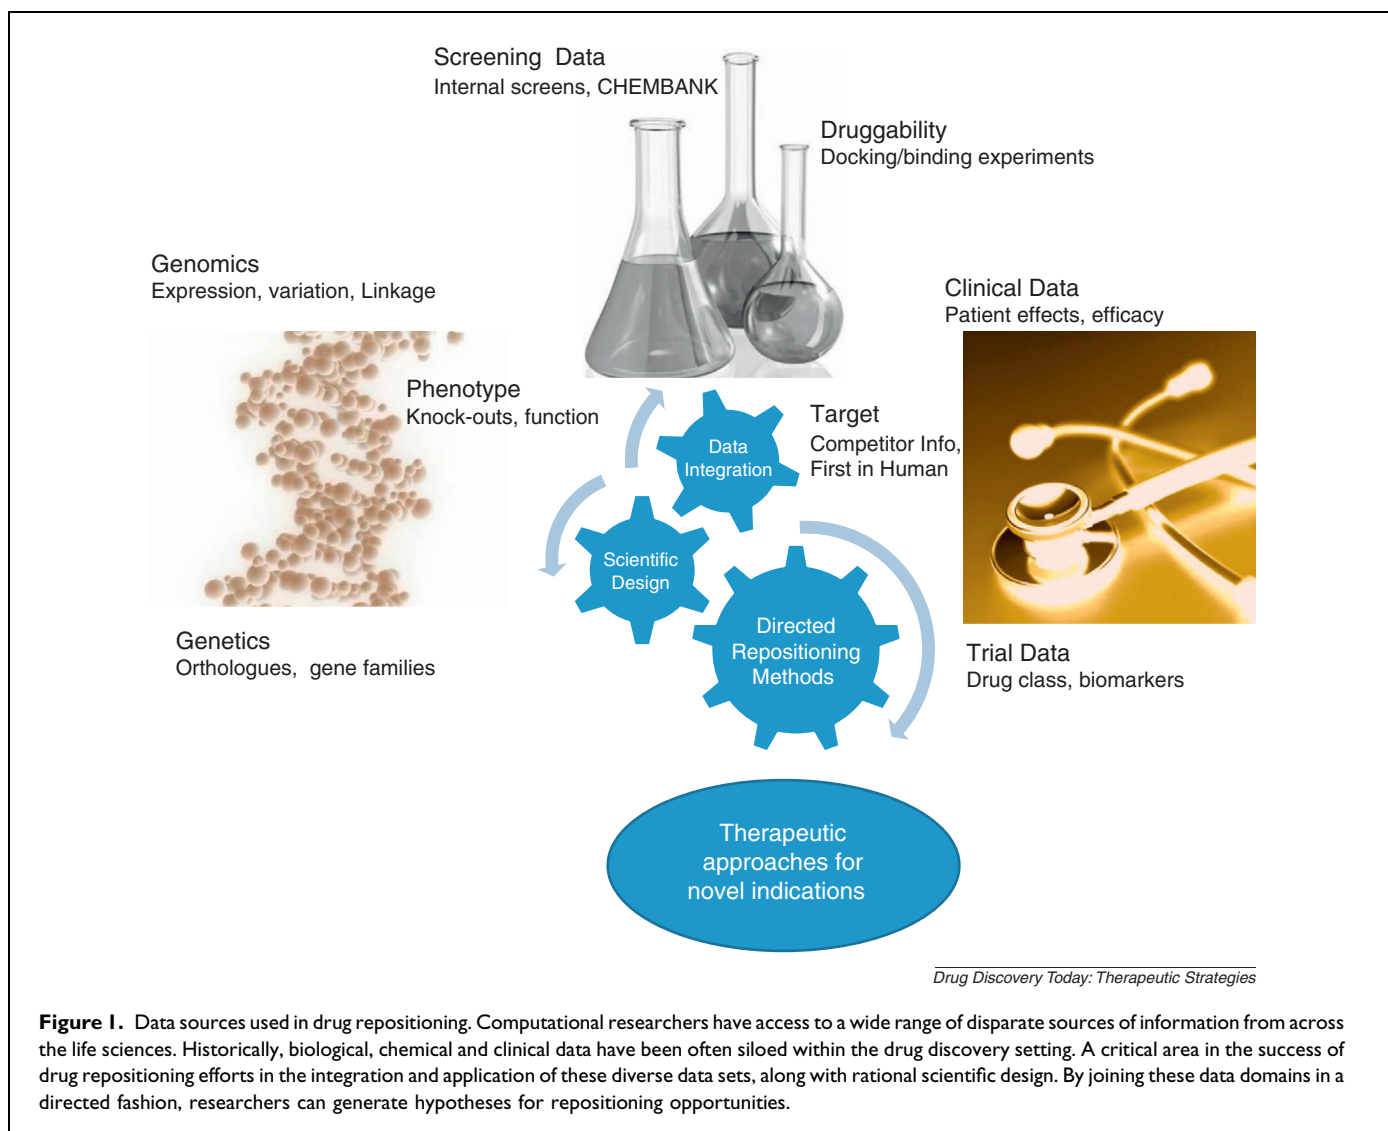 Screening Data
Internal screens, CHEMBANK
Druggability
Docking/binding experiments
Genomics
Expression, variation, Linkage
Clinical Data
Patient effects, efficacy
Phenotype
Knock-outs, function
Target
Competitor Info,
First in Human
Data
Integration
Scientific
Design
Directed
Repositioning
Methods
Genetics
Orthologues, gene families
Trial Data
Drug class, biomarkers
Therapeutic
approaches for
novel indications
Drug Discovery Today: Therapeutic Strategies
Figure 1. Data sources used in drug repositioning. Computational researchers have access to a wide range of disparate sources of information from across
the life sciences. Historically, biological, chemical and clinical data have been often siloed within the drug discovery setting. A critical area in the success of
drug repositioning efforts in the integration and application of these diverse data sets, along with rational scientific design. By joining these data domains in a
directed fashion, researchers can generate hypotheses for repositioning opportunities.